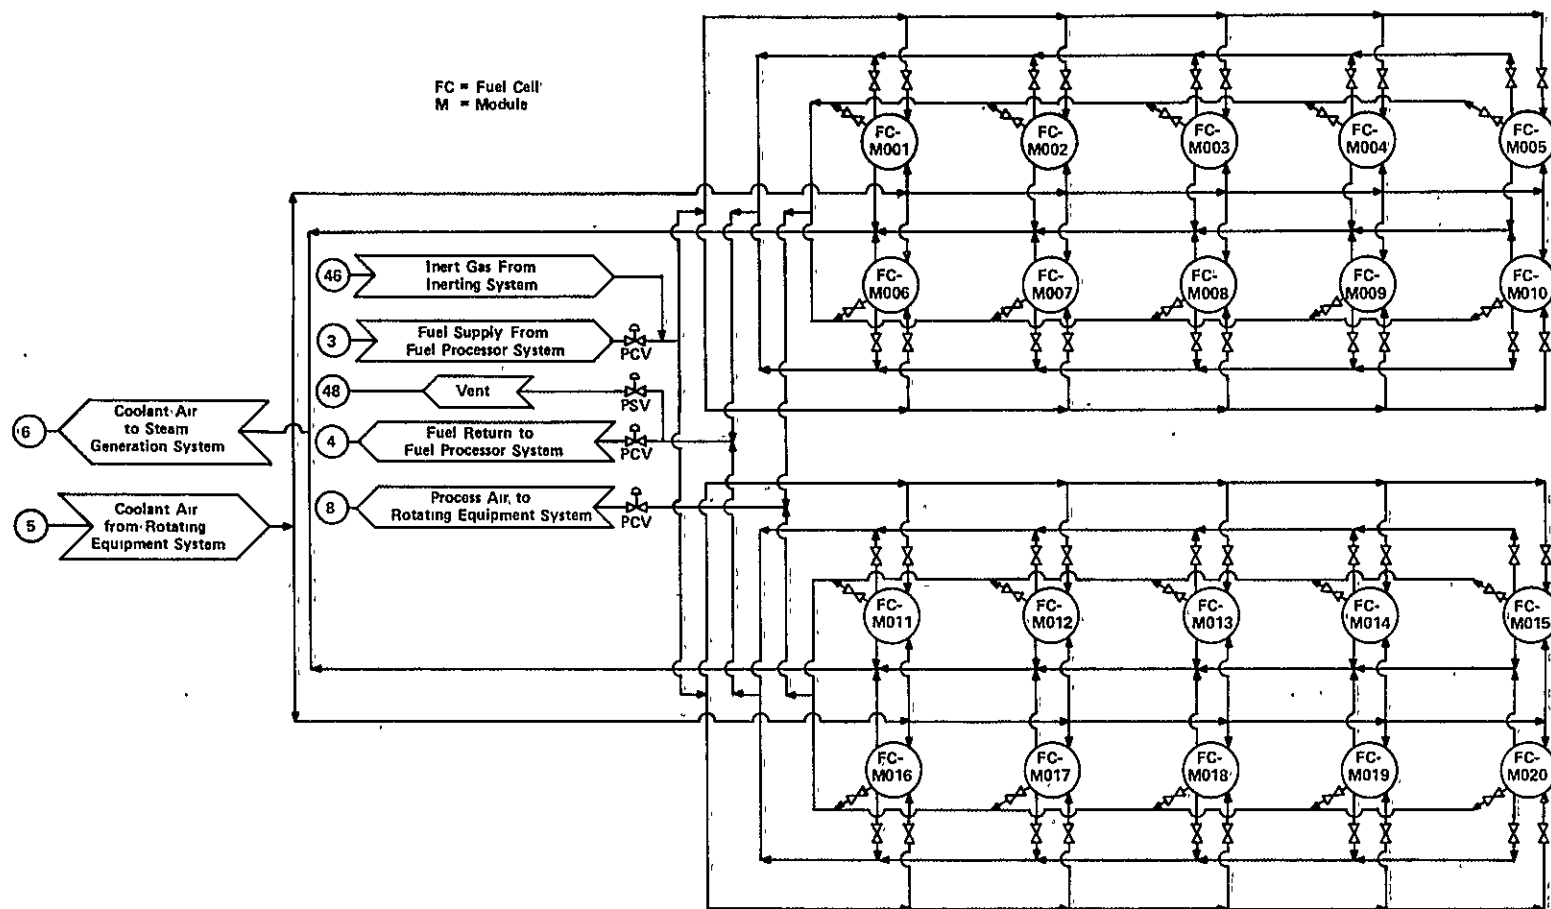 FC = Fuel Cell
M = Module
FC-
M001
FC-
M002
FC-
M003
FC-
M004
FC-
M005
FC-
M006
FC-
M007
FC-
M008
FC-
M009
FC-
M010
46
Inert Gas From
Inerting System
3
Fuel Supply From
Fuel Processor System
PCV
48
Vent
PSV
6
Coolant Air
to Steam
Generation System
4
Fuel Return to
Fuel Processor System
PCV
5
Coolant Air
from Rotating
Equipment System
8
Process Air to
Rotating Equipment System
PCV
FC-
M011
FC-
M012
FC-
M013
FC-
M014
FC-
M015
FC-
M016
FC-
M017
FC-
M018
FC-
M019
FC-
M020